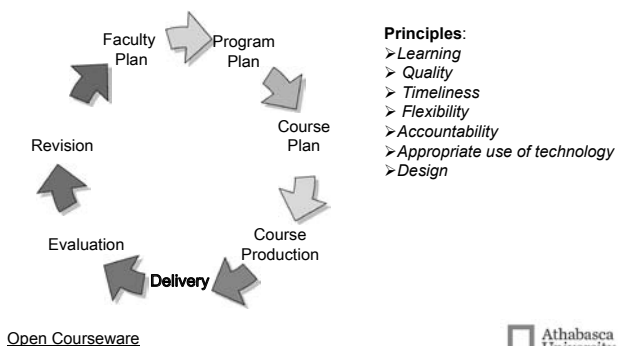 Faculty
Plan
Program
Plan
Course
Plan
Course
Production
Delivery
Evaluation
Revision
Principles:
➢Learning
➢ Quality
➢ Timeliness
➢ Flexibility
➢Accountability
➢Appropriate use of technology
➢Design
Open Courseware
Athabasca
University